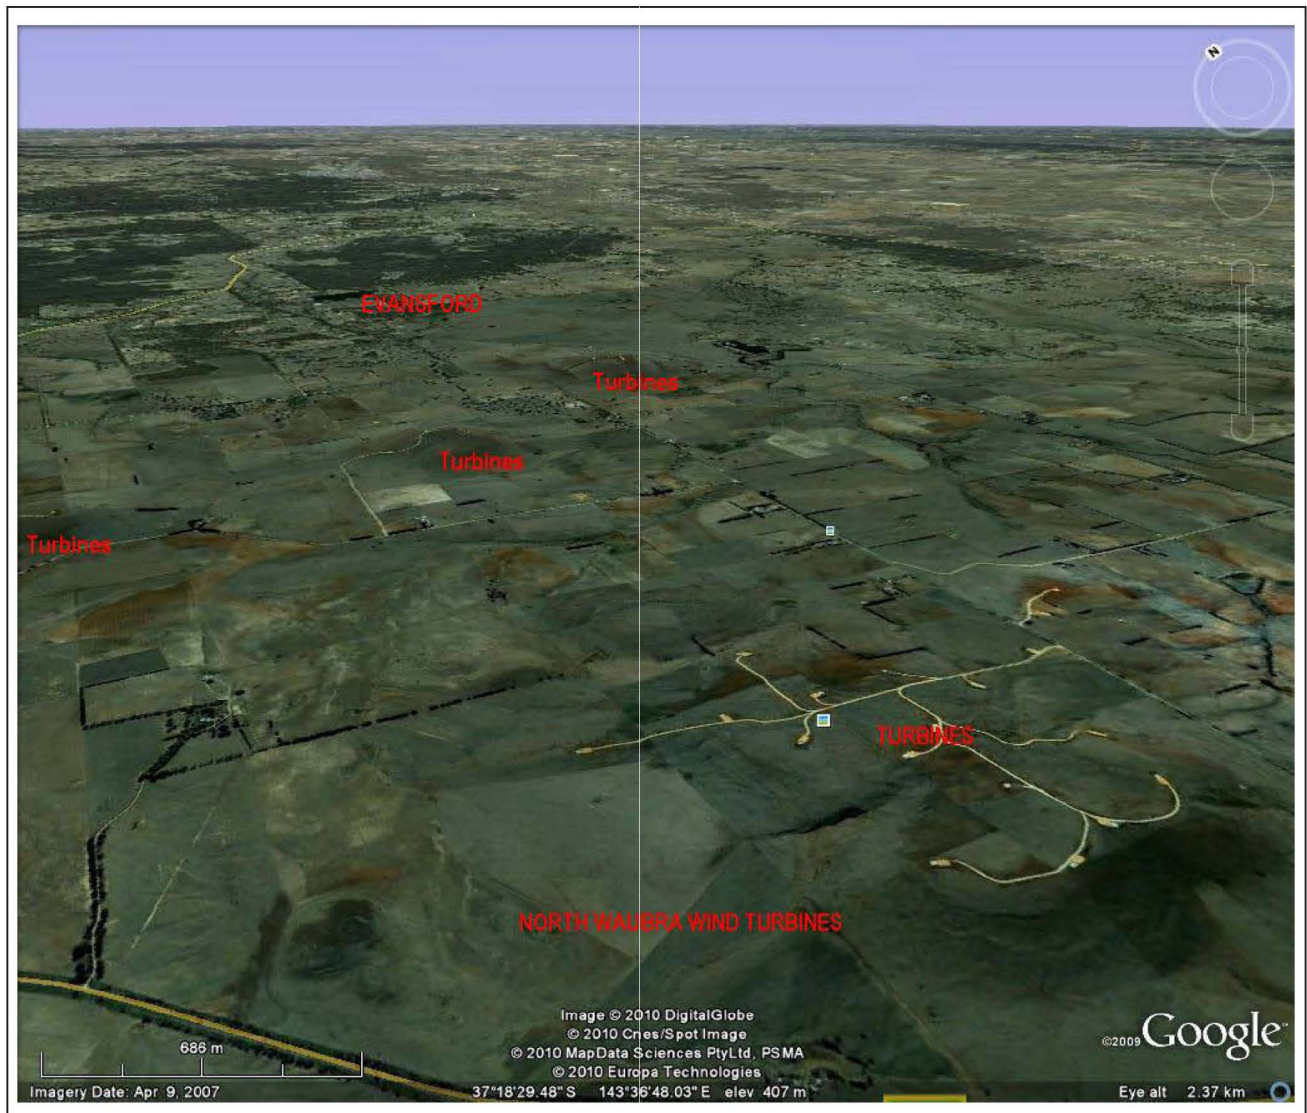 N
EVANSFORD
Turbines
Turbines
Turbines
TURBINES
NORTH WAUBRA WIND TURBINES
Image © 2010 DigitalGlobe
© 2010 Cnes/Spot Image
© 2010 MapData Sciences PtyLtd, PSMA
© 2010 Europa Technologies
©2009 Google™
686 m
Imagery Date: Apr 9, 2007
37°18'29.48" S 143°36'48.03" E elev 407 m
Eye alt 2.37 km